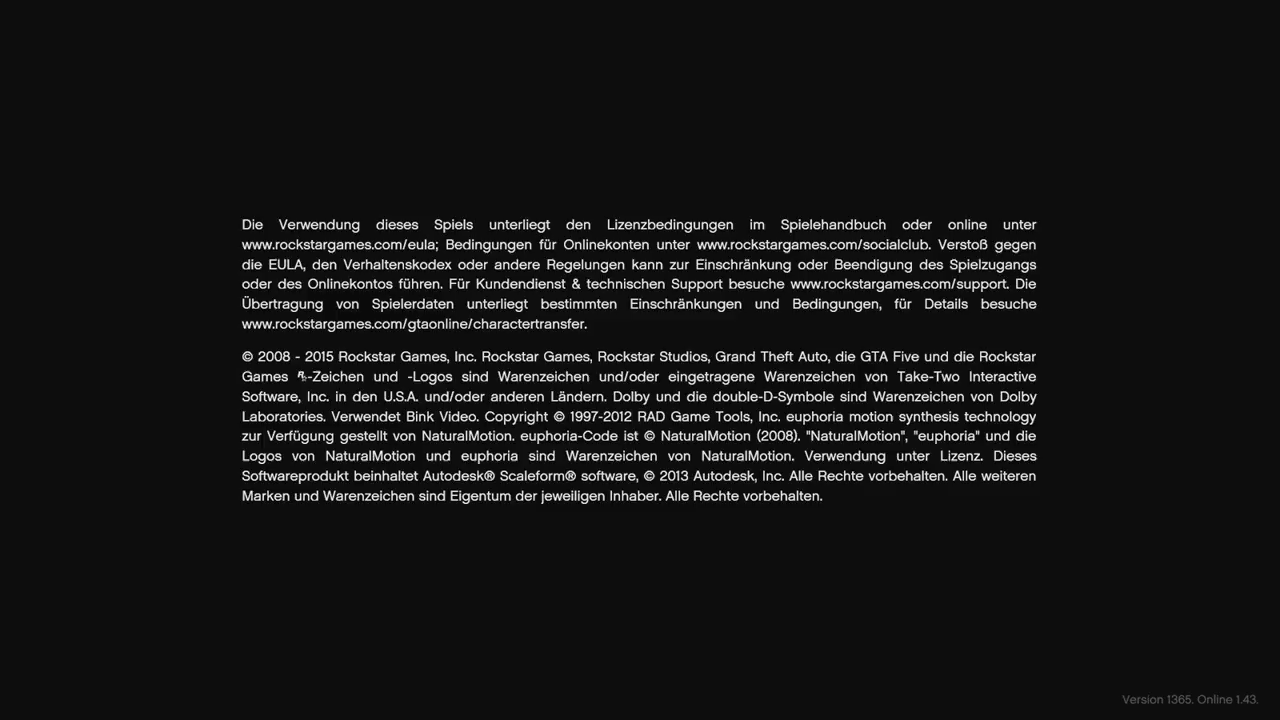 Die Verwendung dieses Spiels unterliegt den Lizenzbedingungen im Spielehandbuch oder online unter
www.rockstargames.com/eula; Bedingungen für Onlinekonten unter www.rockstargames.com/socialclub. Verstoß gegen
die EULA, den Verhaltenskodex oder andere Regelungen kann zur Einschränkung oder Beendigung des Spielzugangs
oder des Onlinekontos führen. Für Kundendienst & technischen Support besuche www.rockstargames.com/support. Die
Übertragung von Spielerdaten unterliegt bestimmten Einschränkungen und Bedingungen, für Details besuche
www.rockstargames.com/gtaonline/charactertransfer.
© 2008 - 2015 Rockstar Games, Inc. Rockstar Games, Rockstar Studios, Grand Theft Auto, die GTA Five und die Rockstar
Games R*-Zeichen und -Logos sind Warenzeichen und/oder eingetragene Warenzeichen von Take-Two Interactive
Software, Inc. in den U.S.A. und/oder anderen Ländern. Dolby und die double-D-Symbole sind Warenzeichen von Dolby
Laboratories. Verwendet Bink Video. Copyright © 1997-2012 RAD Game Tools, Inc. euphoria motion synthesis technology
zur Verfügung gestellt von NaturalMotion. euphoria-Code ist © NaturalMotion (2008). "NaturalMotion", "euphoria" und die
Logos von NaturalMotion und euphoria sind Warenzeichen von NaturalMotion. Verwendung unter Lizenz. Dieses
Softwareprodukt beinhaltet Autodesk® Scaleform® software, © 2013 Autodesk, Inc. Alle Rechte vorbehalten. Alle weiteren
Marken und Warenzeichen sind Eigentum der jeweiligen Inhaber. Alle Rechte vorbehalten.
Version 1365. Online 1.43.